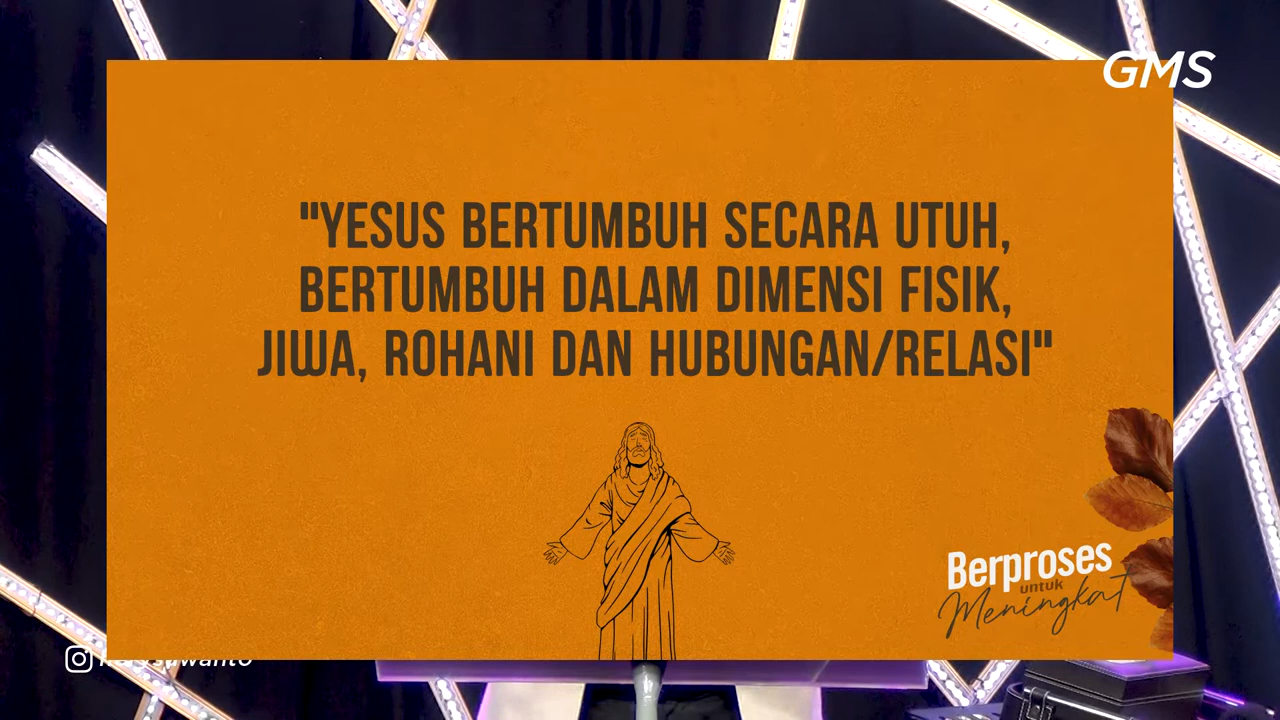 GMS
"YESUS BERTUMBUH SECARA UTUH,
BERTUMBUH DALAM DIMENSI FISIK,
JIWA, ROHANI DAN HUBUNGAN/RELASI"
Berproses
untuk
Meningkat